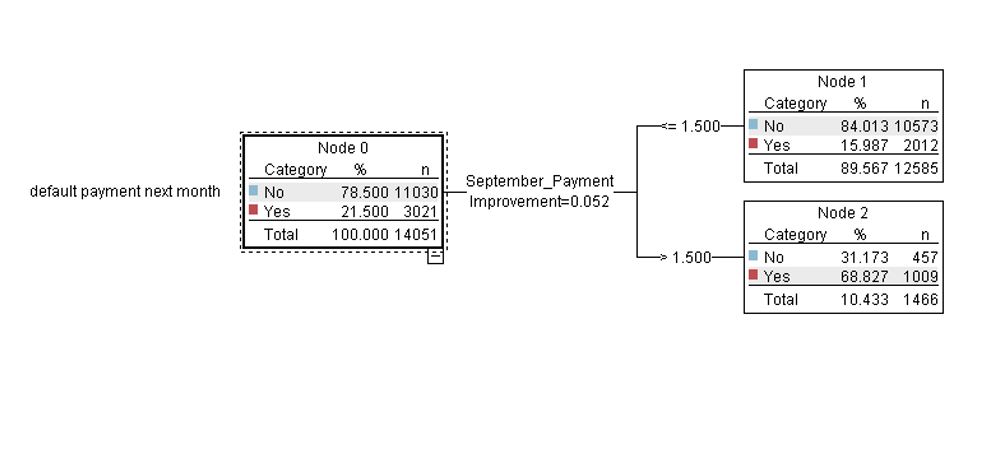 default payment next month
Node 0
Category % n
No 78.500 11030
Yes 21.500 3021
Total 100.000 14051
September_Payment
Improvement=0.052
<= 1.500
Node 1
Category % n
No 84.013 10573
Yes 15.987 2012
Total 89.567 12585
> 1.500
Node 2
Category % n
No 31.173 457
Yes 68.827 1009
Total 10.433 1466